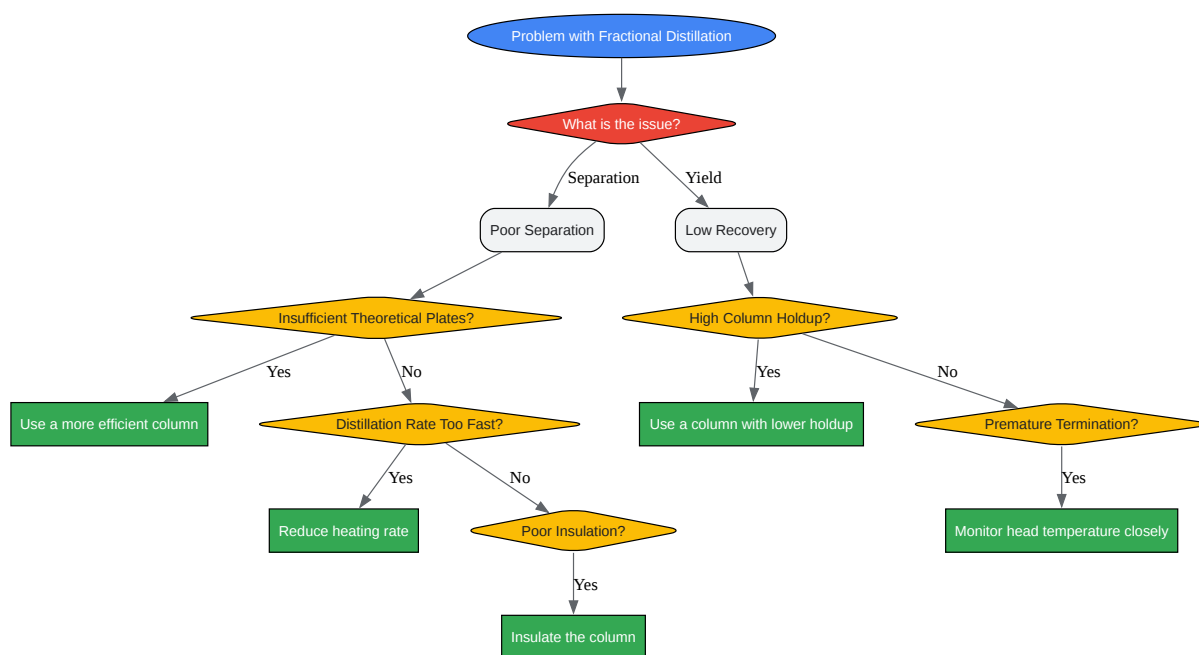 Problem with Fractional Distillation
What is the issue?
Separation
Yield
Poor Separation
Low Recovery
Insufficient Theoretical Plates?
High Column Holdup?
Yes
No
Yes
No
Use a more efficient column
Distillation Rate Too Fast?
Use a column with lower holdup
Premature Termination?
Yes
No
Yes
Reduce heating rate
Poor Insulation?
Monitor head temperature closely
Yes
Insulate the column